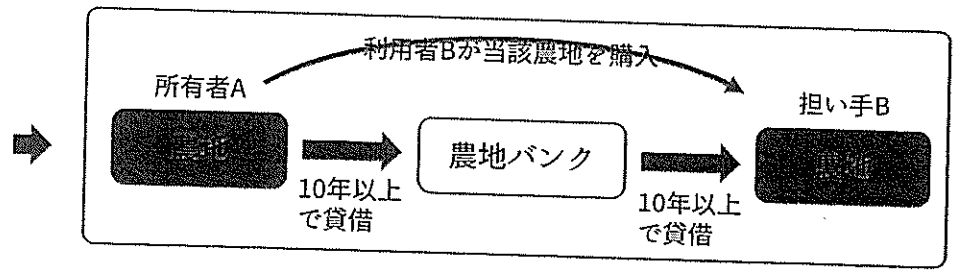 利用者Bが当該農地を購入
所有者A
担い手B
農地
農地バンク
農地
10年以上
で貸借
10年以上
で貸借